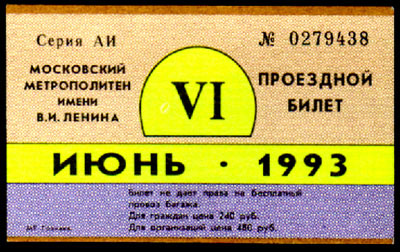 Серия АИ
№ 0279438
МОСКОВСКИЙ
МЕТРОПОЛИТЕН
ИМЕНИ
В.И. ЛЕНИНА
VI
ПРОЕЗДНОЙ
БИЛЕТ
ИЮНЬ · 1993
Билет не дает права на бесплатный
провоз багажа
Для граждан цена 240 руб.
Для организаций цена 480 руб.